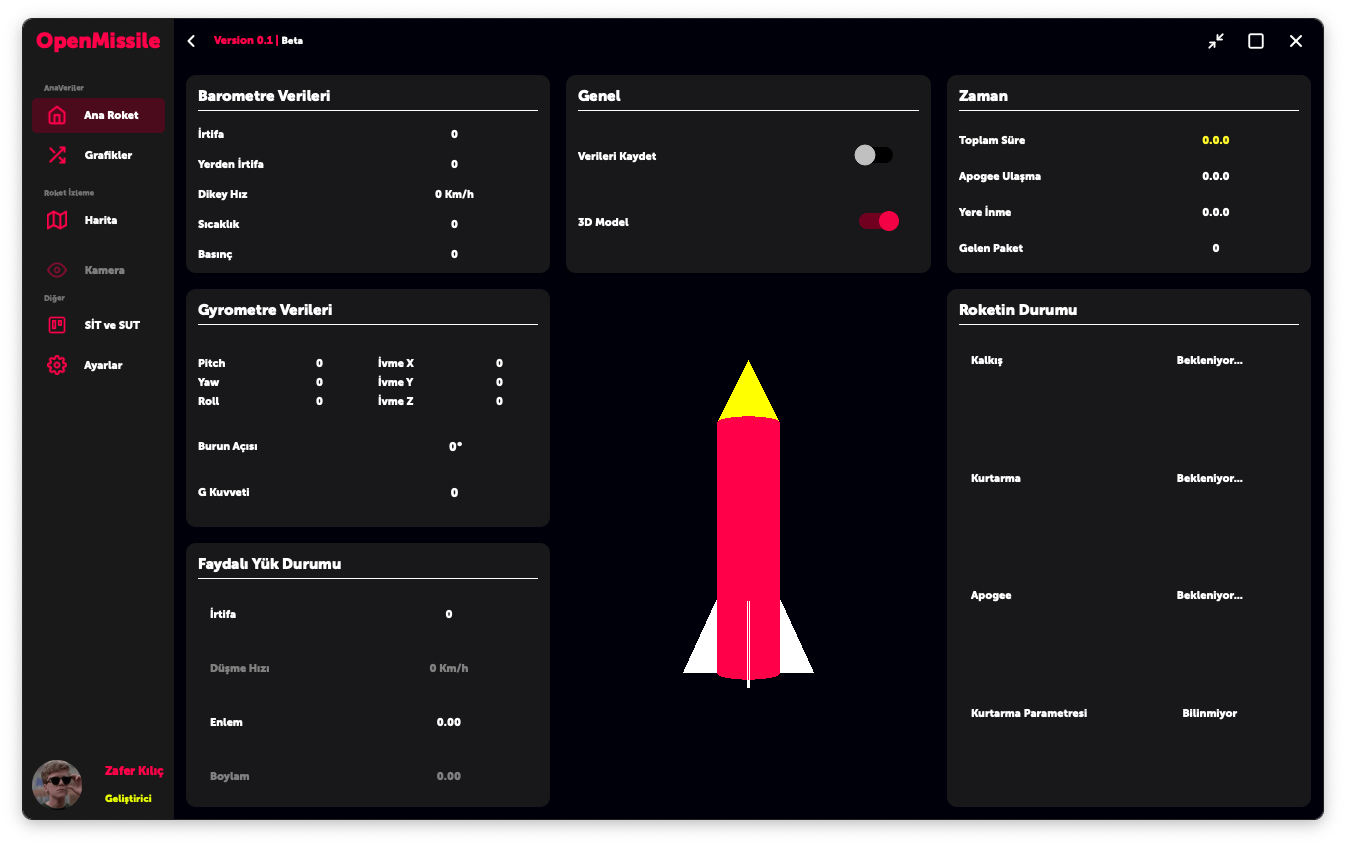 OpenMissile
Version 0.1 | Beta
AnaVeriler
Ana Roket
Grafikler
Roket İzleme
Harita
Kamera
Diğer
SİT ve SUT
Ayarlar
Zafer Kılıç
Geliştirici
Barometre Verileri
İrtifa 0
Yerden İrtifa 0
Dikey Hız 0 Km/h
Sıcaklık 0
Basınç 0
Genel
Verileri Kaydet
3D Model
Zaman
Toplam Süre 0.0.0
Apogee Ulaşma 0.0.0
Yere İnme 0.0.0
Gelen Paket 0
Gyrometre Verileri
Pitch 0 İvme X 0
Yaw 0 İvme Y 0
Roll 0 İvme Z 0
Burun Açısı 0°
G Kuvveti 0
Faydalı Yük Durumu
İrtifa 0
Düşme Hızı 0 Km/h
Enlem 0.00
Boylam 0.00
Roketin Durumu
Kalkış Bekleniyor...
Kurtarma Bekleniyor...
Apogee Bekleniyor...
Kurtarma Parametresi Bilinmiyor